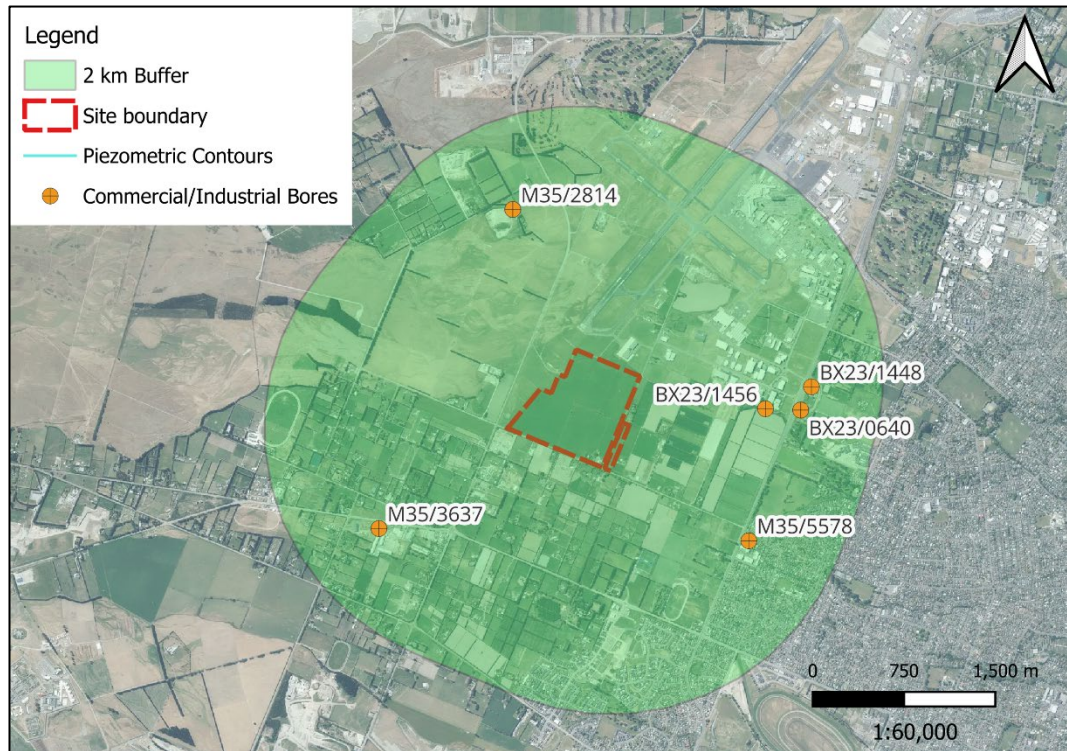 Legend
2 km Buffer
Site boundary
Piezometric Contours
Commercial/Industrial Bores
M35/2814
BX23/1448
BX23/1456
BX23/0640
M35/3637
M35/5578
0 750 1,500 m
1:60,000